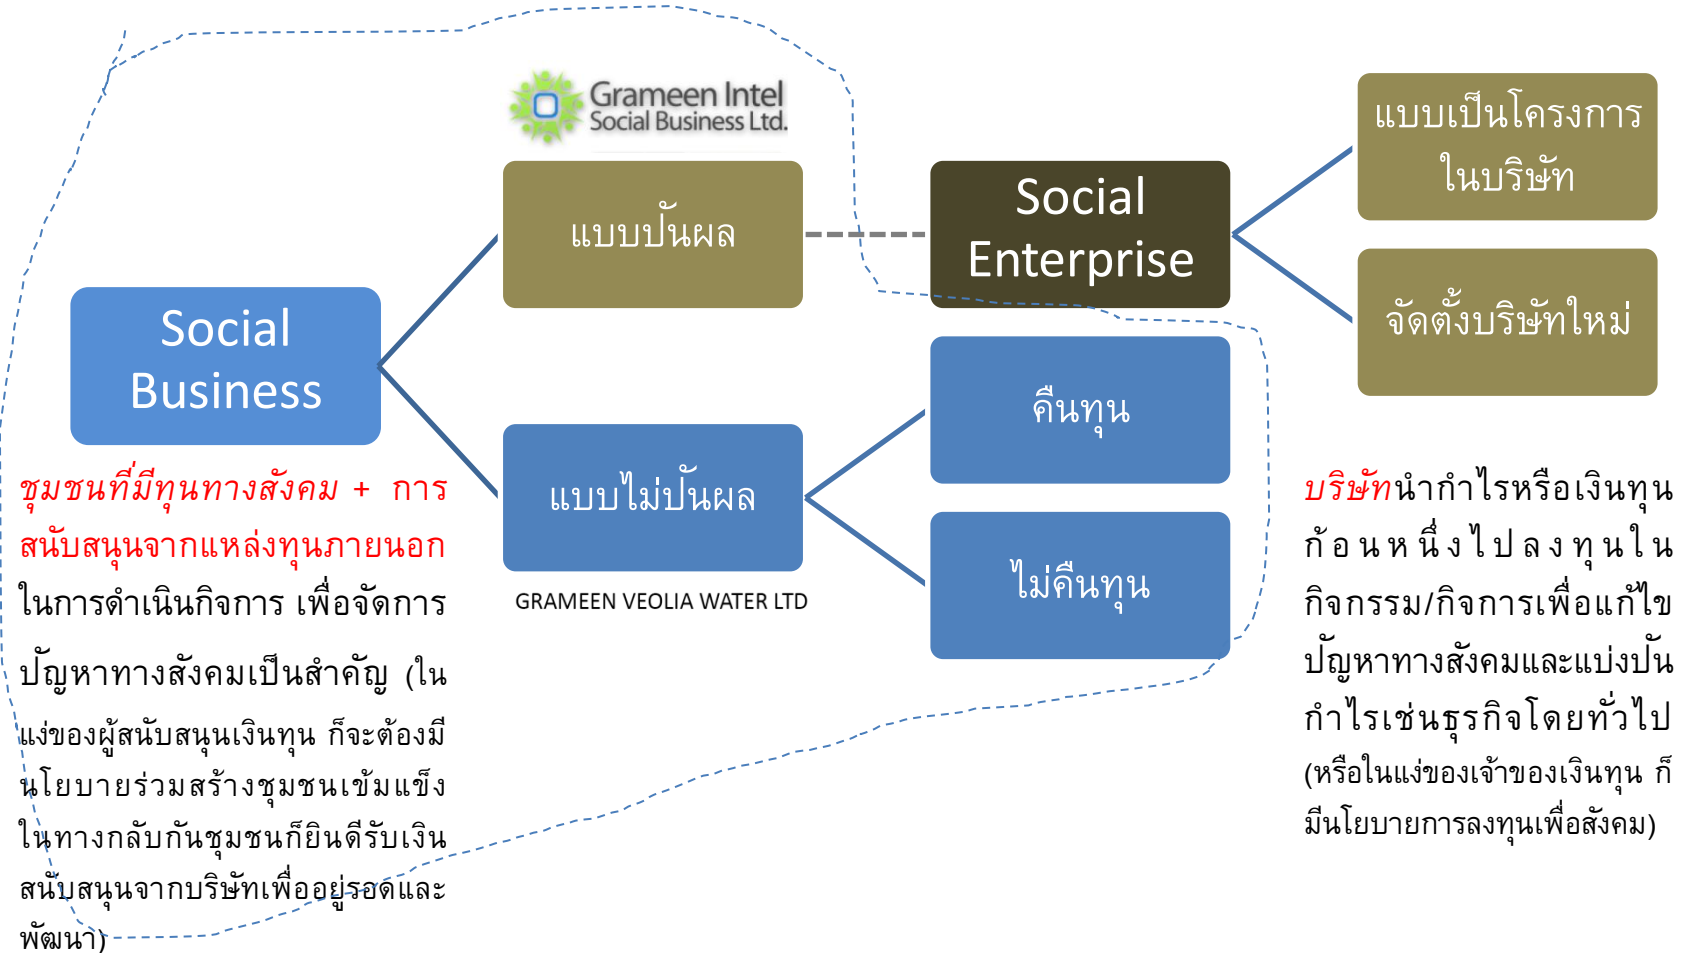 Grameen Intel
Social Business Ltd.
แบบปันผล
Social
Enterprise
แบบเป็นโครงการ
ในบริษัท
จัดตั้งบริษัทใหม่
Social
Business
แบบไม่ปันผล
GRAMEEN VEOLIA WATER LTD
คืนทุน
ไม่คืนทุน
ชุมชนที่มีทุนทางสังคม + การ
สนับสนุนจากแหล่งทุนภายนอก
ในการดำเนินกิจการ เพื่อจัดการ
ปัญหาทางสังคมเป็นสำคัญ (ใน
แง่ของผู้สนับสนุนเงินทุน ก็จะต้องมี
นโยบายร่วมสร้างชุมชนเข้มแข็ง
ในทางกลับกันชุมชนก็ยินดีรับเงิน
สนับสนุนจากบริษัทเพื่ออยู่รอดและ
พัฒนา)
บริษัทนำกำไรหรือเงินทุน
ก้อนหนึ่งไปลงทุนใน
กิจกรรม/กิจการเพื่อแก้ไข
ปัญหาทางสังคมและแบ่งปัน
กำไรเช่นธุรกิจโดยทั่วไป
(หรือในแง่ของเจ้าของเงินทุน ก็
มีนโยบายการลงทุนเพื่อสังคม)